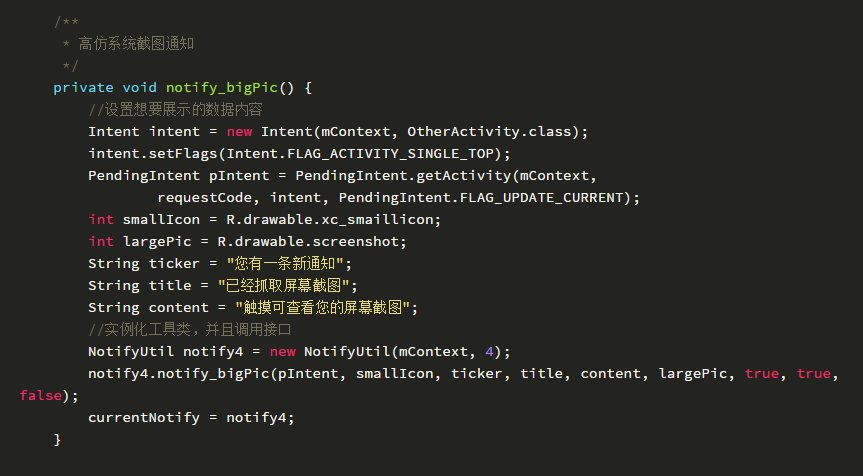 /**
* 高仿系统截图通知
*/
private void notify_bigPic() {
//设置想要展示的数据内容
Intent intent = new Intent(mContext, OtherActivity.class);
intent.setFlags(Intent.FLAG_ACTIVITY_SINGLE_TOP);
PendingIntent pIntent = PendingIntent.getActivity(mContext,
requestCode, intent, PendingIntent.FLAG_UPDATE_CURRENT);
int smallIcon = R.drawable.xc_smaillicon;
int largePic = R.drawable.screenshot;
String ticker = "您有一条新通知";
String title = "已经抓取屏幕截图";
String content = "触摸可查看您的屏幕截图";
//实例化工具类，并且调用接口
NotifyUtil notify4 = new NotifyUtil(mContext, 4);
notify4.notify_bigPic(pIntent, smallIcon, ticker, title, content, largePic, true, true,
false);
currentNotify = notify4;
}